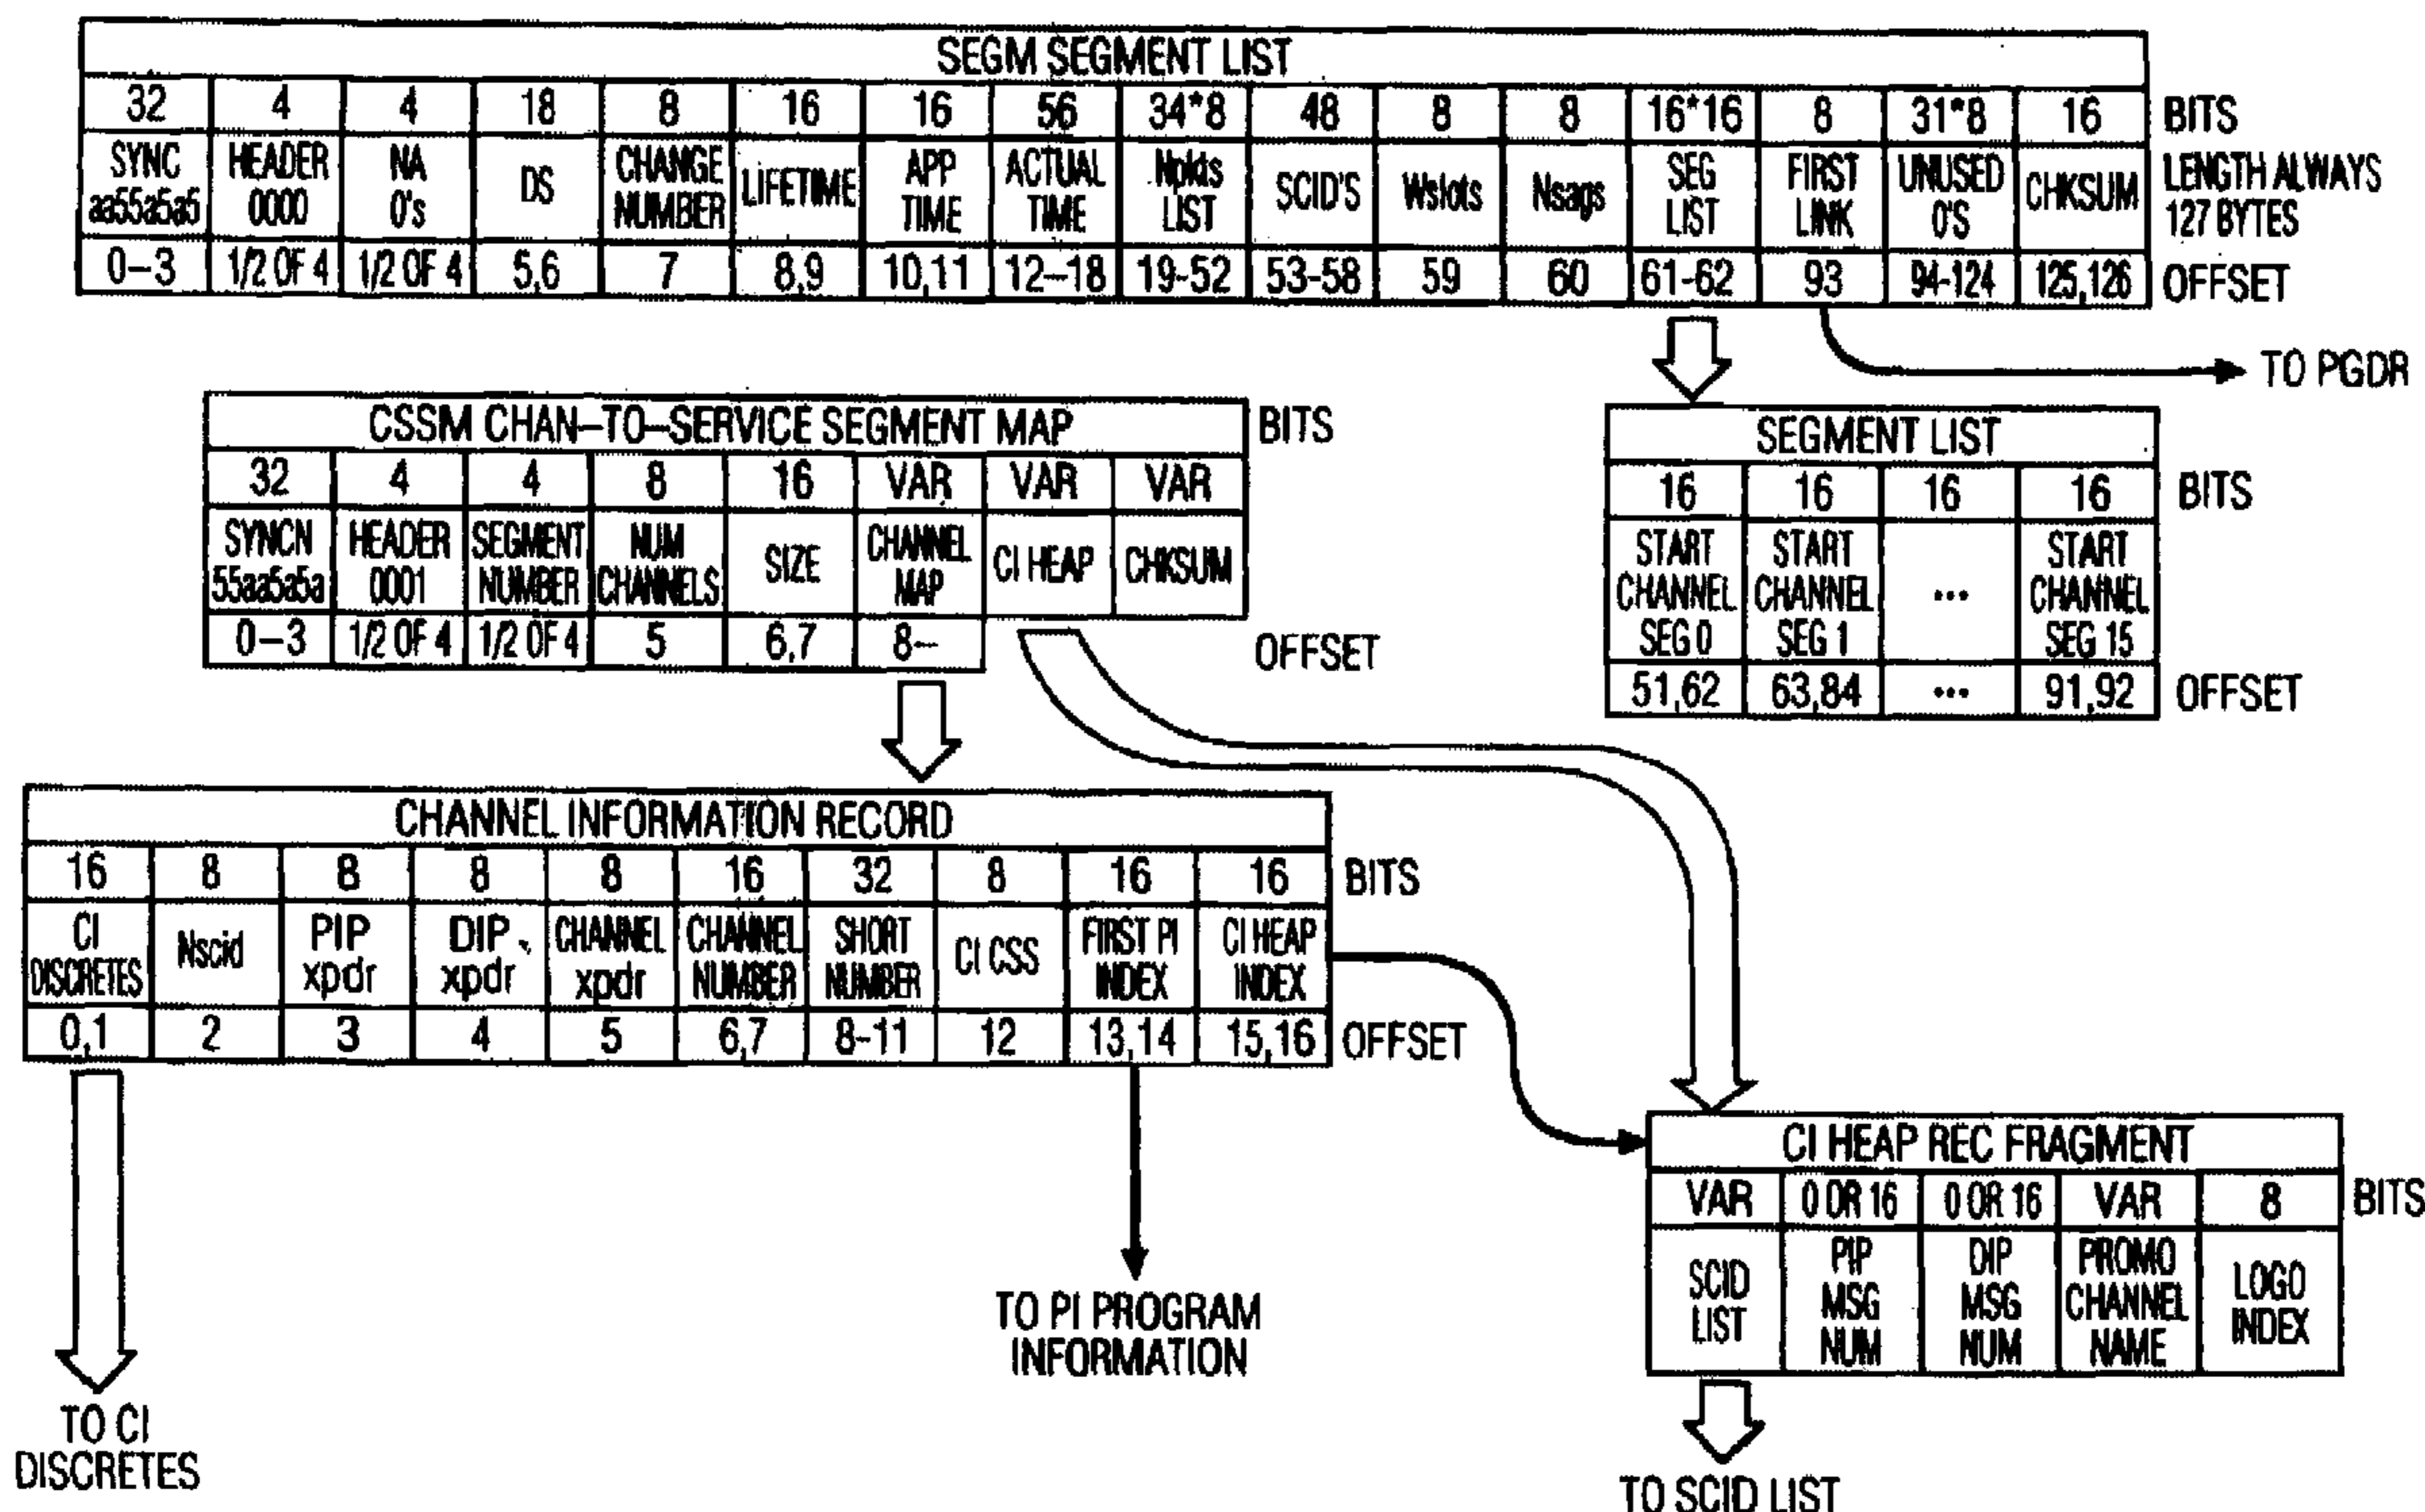 SEGM SEGMENT LIST
32 4 4 18 8 16 16 56 34*8 48 8 8 16*16 8 31*8 16 BITS
SYNC aa55a5a5
HEADER 0000
NA 0's
DS
CHANGE NUMBER
LIFETIME
APP TIME
ACTUAL TIME
Npkts LIST
SCID'S
Wslots
Nsags
SEG LIST
FIRST LINK
UNUSED 0'S
CHKSUM
LENGTH ALWAYS
127 BYTES
0–3 1/2 OF 4 1/2 OF 4 5,6 7 8,9 10,11 12–18 19-52 53-58 59 60 61-62 93 94-124 125,126 OFFSET
TO PGDR
CSSM CHAN–TO–SERVICE SEGMENT MAP BITS
32 4 4 8 16 VAR VAR VAR
SYNCN 55aa5a5a
HEADER 0001
SEGMENT NUMBER
NUM CHANNELS
SIZE
CHANNEL MAP
CI HEAP
CHKSUM
0–3 1/2 OF 4 1/2 OF 4 5 6,7 8– OFFSET
SEGMENT LIST
16 16 16 16 BITS
START CHANNEL SEG 0
START CHANNEL SEG 1
...
START CHANNEL SEG 15
51,62 63,84 ... 91,92 OFFSET
CHANNEL INFORMATION RECORD
16 8 8 8 8 16 32 8 16 16 BITS
CI DISCRETES
Nscid
PIP xpdr
DIP xpdr
CHANNEL xpdr
CHANNEL NUMBER
SHORT NUMBER
CI CSS
FIRST PI INDEX
CI HEAP INDEX
0,1 2 3 4 5 6,7 8-11 12 13,14 15,16 OFFSET
CI HEAP REC FRAGMENT
VAR 0 OR 16 0 OR 16 VAR 8 BITS
SCID LIST
PIP MSG NUM
DIP MSG NUM
PROMO CHANNEL NAME
LOGO INDEX
TO PI PROGRAM
INFORMATION
TO CI
DISCRETES
TO SCID LIST